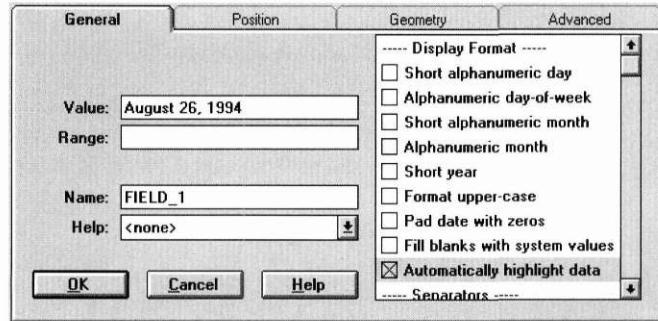 General
Position
Geometry
Advanced
Value: August 26, 1994
Range:
Name: FIELD_1
Help: <none>
OK
Cancel
Help
----- Display Format -----
Short alphanumeric day
Alphanumeric day-of-week
Short alphanumeric month
Alphanumeric month
Short year
Format upper-case
Pad date with zeros
Fill blanks with system values
Automatically highlight data
----- Separators -----